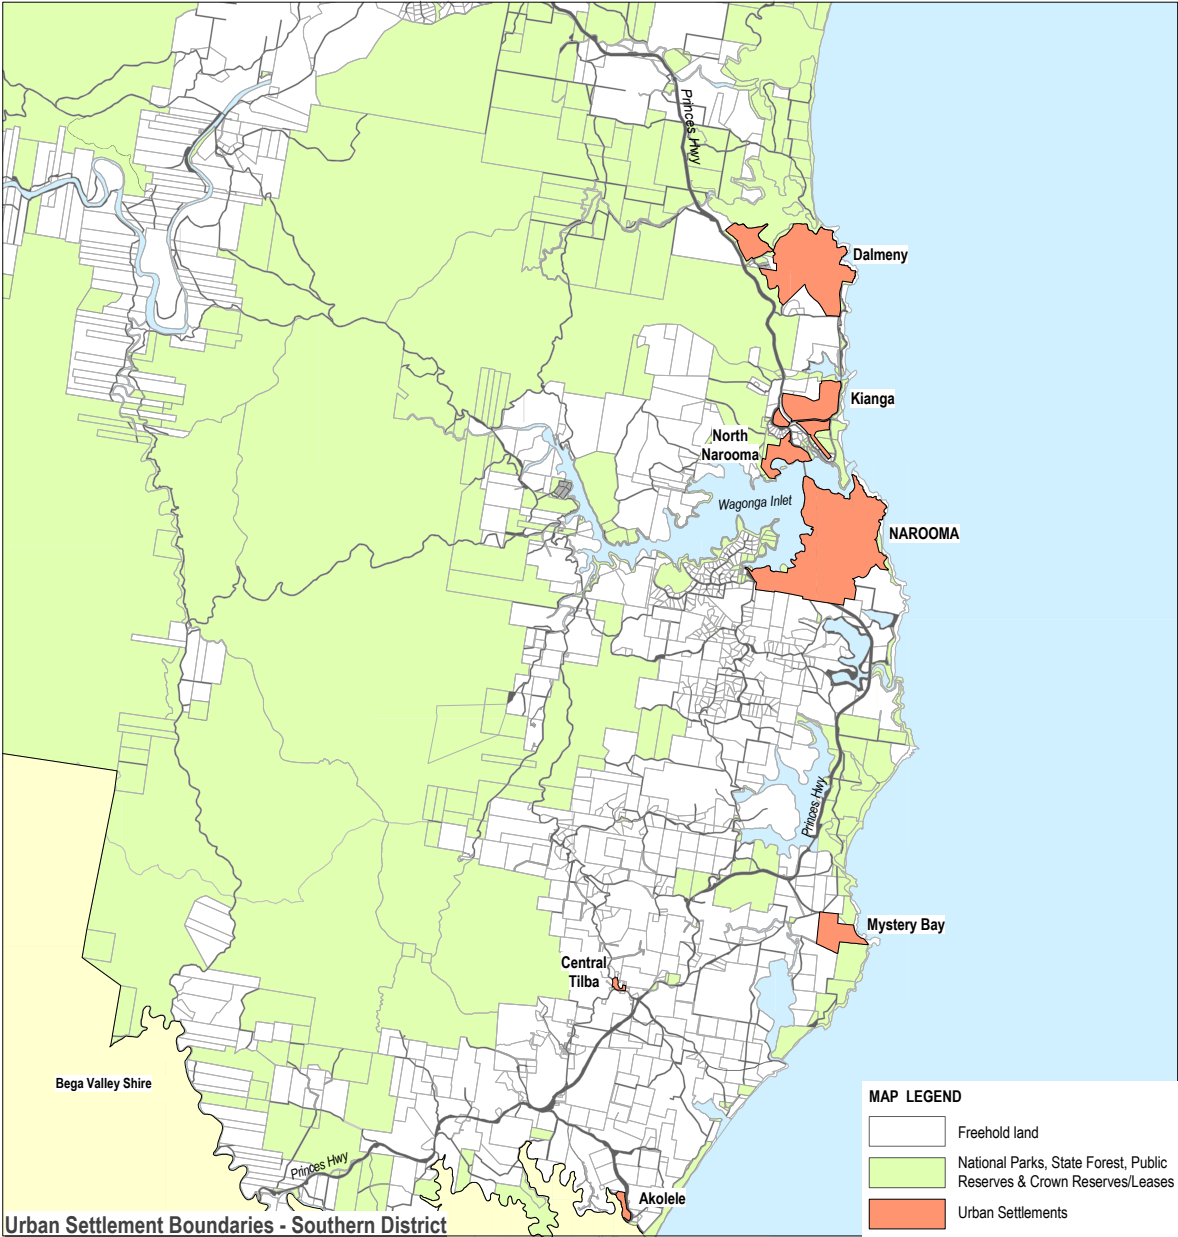 Princes Hwy
Dalmeny
Kianga
North
Narooma
Wagonga Inlet
NAROOMA
Princes Hwy
Mystery Bay
Central
Tilba
Bega Valley Shire
Princes Hwy
Akolele
MAP LEGEND
Freehold land
National Parks, State Forest, Public
Reserves & Crown Reserves/Leases
Urban Settlements
Urban Settlement Boundaries - Southern District